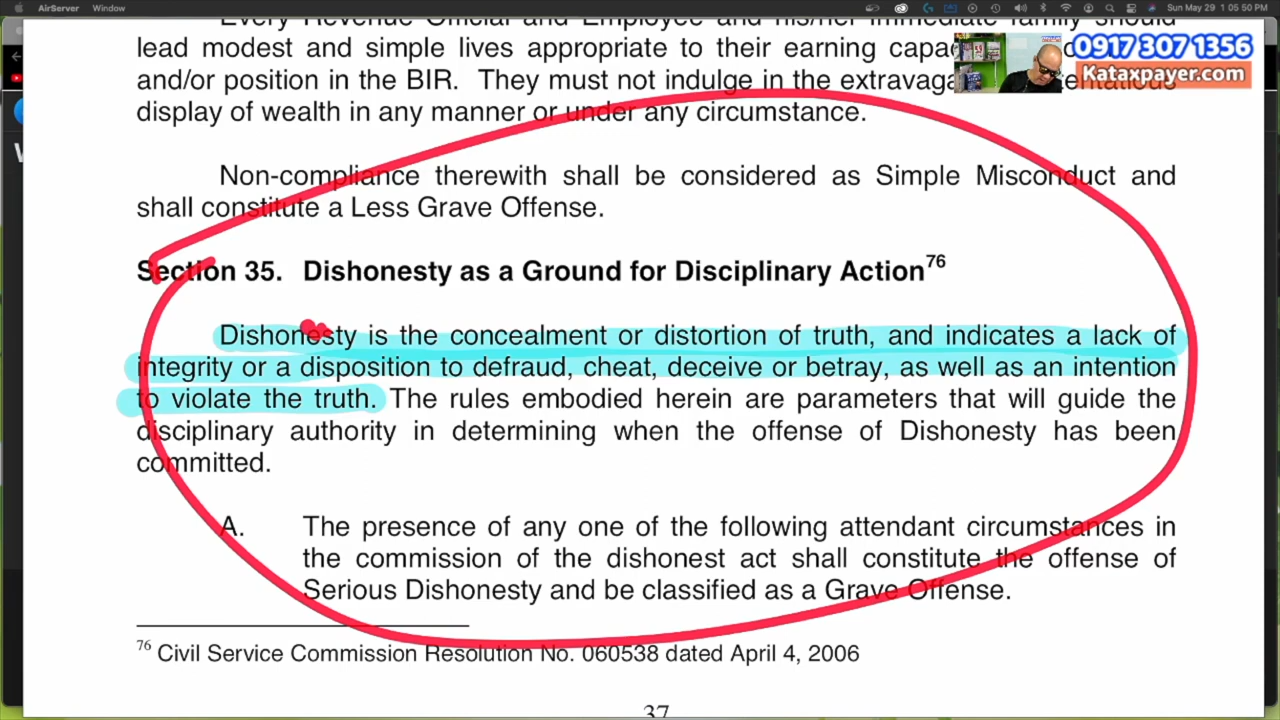 AirServer Window Sun May 29 1 05 50 PM
Every Revenue Official and Employee and his/her immediate family should
lead modest and simple lives appropriate to their earning
and/or position in the BIR. They must not indulge in the
display of wealth in any manner or under any circumstance.
0917 307 1356
Kataxpayer.com
Non-compliance therewith shall be considered as Simple Misconduct and
shall constitute a Less Grave Offense.
Section 35. Dishonesty as a Ground for Disciplinary Action76
Dishonesty is the concealment or distortion of truth, and indicates a lack of
integrity or a disposition to defraud, cheat, deceive or betray, as well as an intention
to violate the truth. The rules embodied herein are parameters that will guide the
disciplinary authority in determining when the offense of Dishonesty has been
committed.
A. The presence of any one of the following attendant circumstances in
the commission of the dishonest act shall constitute the offense of
Serious Dishonesty and be classified as a Grave Offense.
76 Civil Service Commission Resolution No. 060538 dated April 4, 2006
37